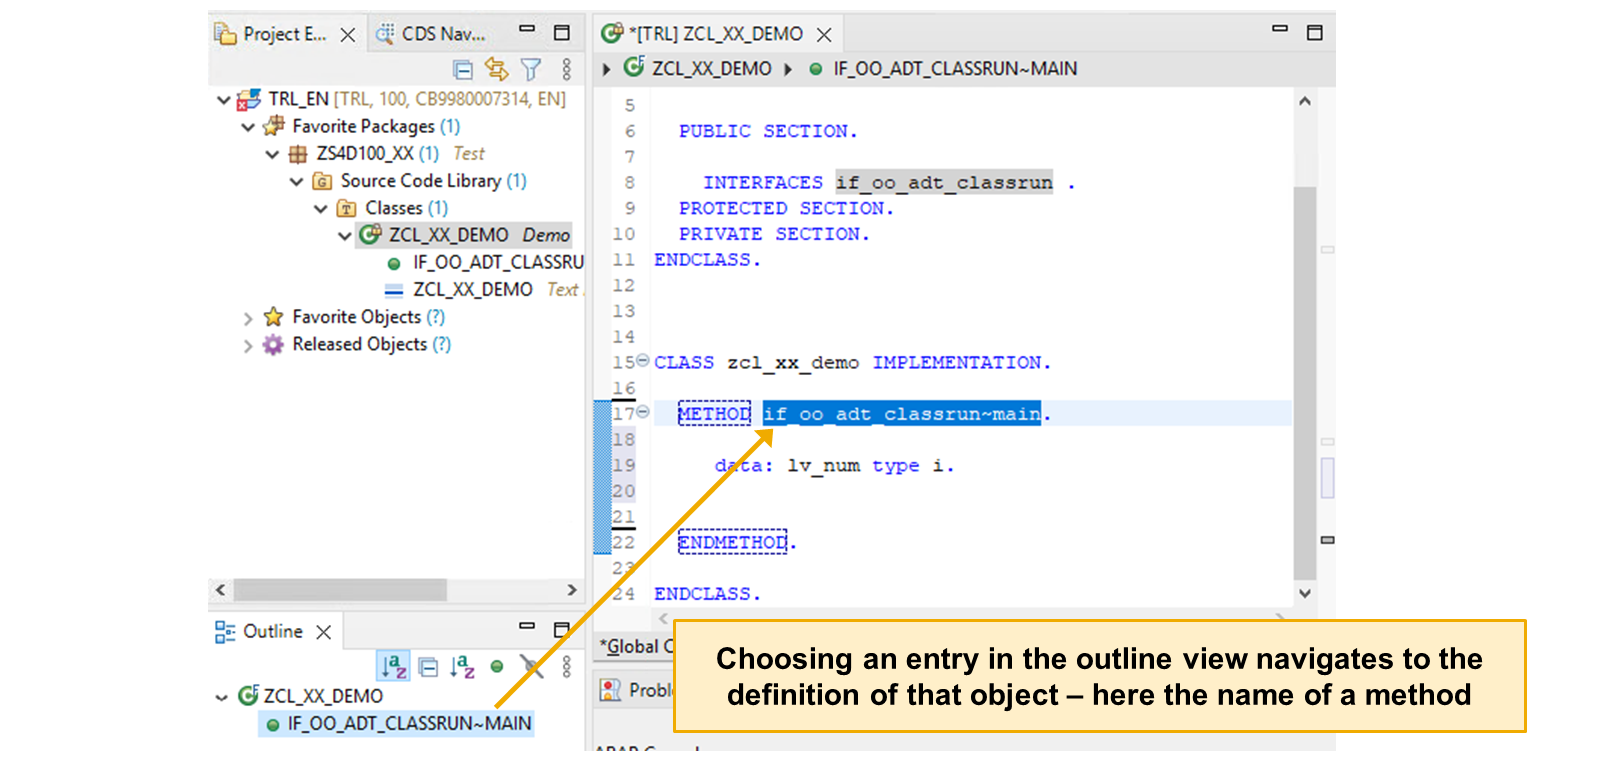 Project E...
CDS Nav...
TRL_EN [TRL, 100, CB9980007314, EN]
Favorite Packages (1)
ZS4D100_XX (1) Test
Source Code Library (1)
Classes (1)
ZCL_XX_DEMO Demo
IF_OO_ADT_CLASSRU
ZCL_XX_DEMO Text
Favorite Objects (?)
Released Objects (?)
Outline
ZCL_XX_DEMO
IF_OO_ADT_CLASSRUN~MAIN
*[TRL] ZCL_XX_DEMO
ZCL_XX_DEMO
IF_OO_ADT_CLASSRUN~MAIN
5
6 PUBLIC SECTION.
7
8 INTERFACES if_oo_adt_classrun .
9 PROTECTED SECTION.
10 PRIVATE SECTION.
11 ENDCLASS.
12
13
14
15 CLASS zcl_xx_demo IMPLEMENTATION.
16
17 METHOD if_oo_adt_classrun~main.
18
19 data: lv_num type i.
20
21
22 ENDMETHOD.
23
24 ENDCLASS.
*Global C
Probl
Choosing an entry in the outline view navigates to the
definition of that object – here the name of a method